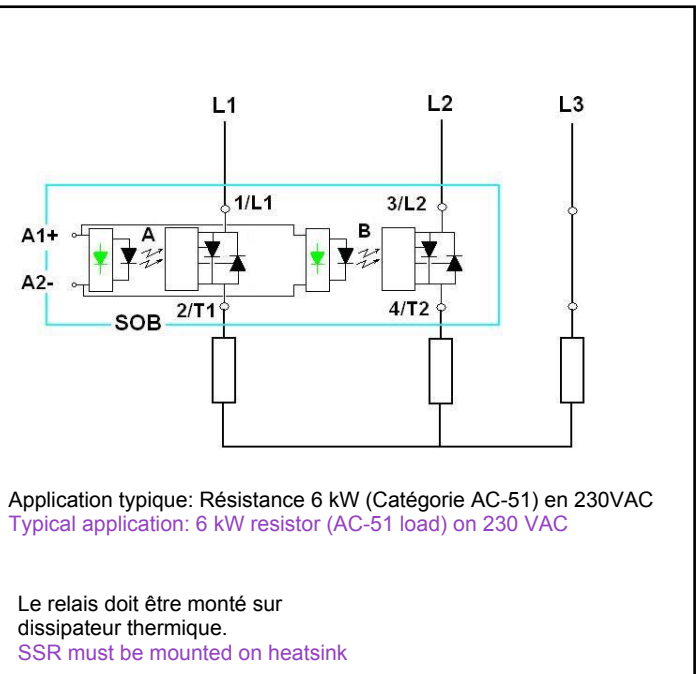 L1 L2 L3
1/L1 3/L2
A1+ A B
A2-
2/T1 4/T2
SOB
Application typique: Résistance 6 kW (Catégorie AC-51) en 230VAC
Typical application: 6 kW resistor (AC-51 load) on 230 VAC
Le relais doit être monté sur
dissipateur thermique.
SSR must be mounted on heatsink